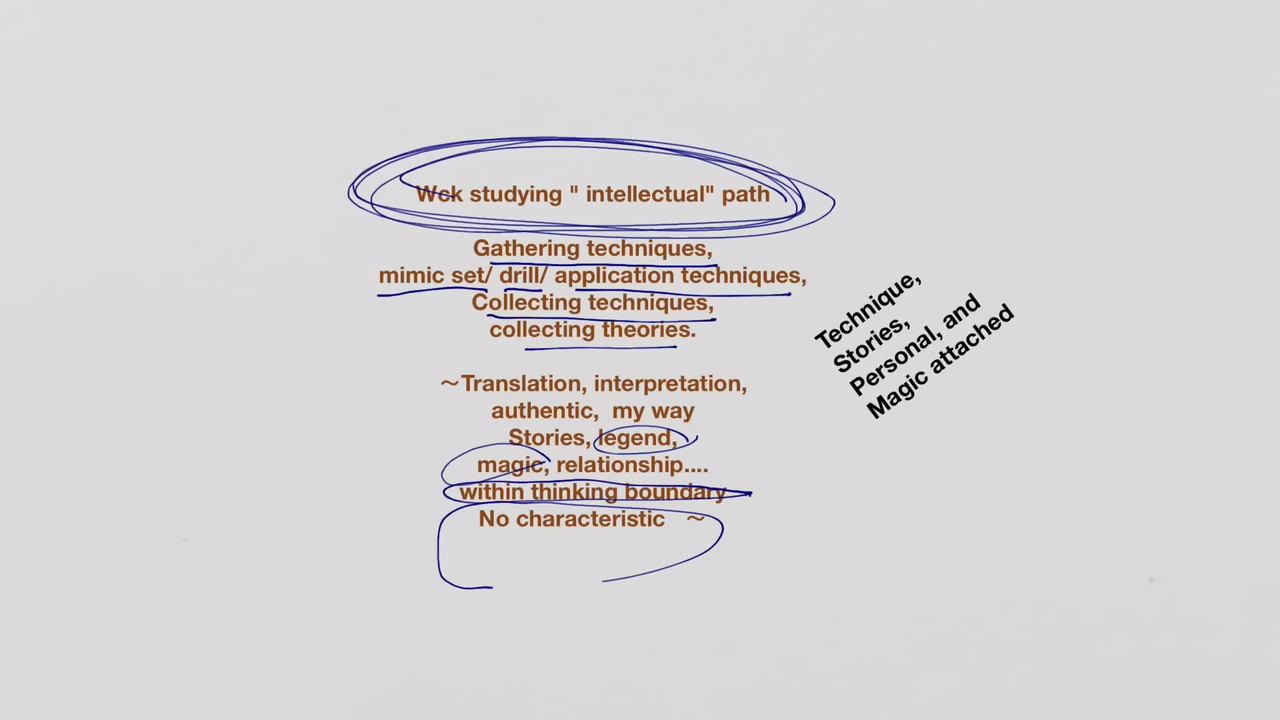 Wck studying " intellectual" path
Gathering techniques,
mimic set/ drill/ application techniques,
Collecting techniques,
collecting theories.
～Translation, interpretation,
authentic,  my way
Stories, legend,
magic, relationship....
within thinking boundary
No characteristic  ～
Technique,
Stories,
Personal, and
Magic attached